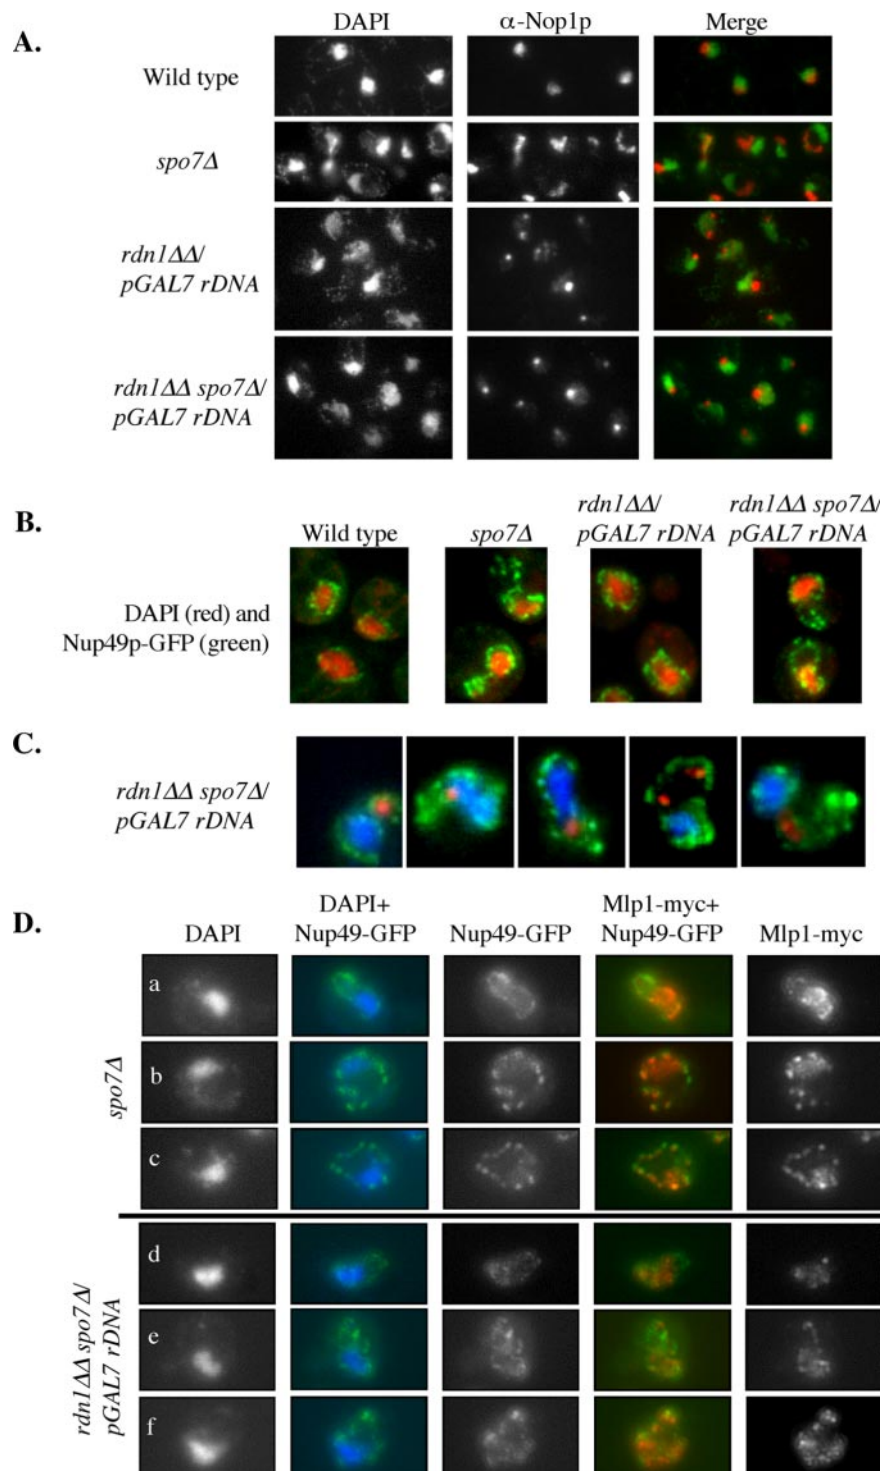 A.
DAPI
α-Nop1p
Merge
Wild type
spo7Δ
rdn1ΔΔ/
pGAL7 rDNA
rdn1ΔΔ spo7Δ/
pGAL7 rDNA
B.
Wild type
spo7Δ
rdn1ΔΔ/
pGAL7 rDNA
rdn1ΔΔ spo7Δ/
pGAL7 rDNA
DAPI (red) and
Nup49p-GFP (green)
C.
rdn1ΔΔ spo7Δ/
pGAL7 rDNA
D.
DAPI
DAPI+
Nup49-GFP
Nup49-GFP
Mlp1-myc+
Nup49-GFP
Mlp1-myc
spo7Δ
a
b
c
rdn1ΔΔ spo7Δ/
pGAL7 rDNA
d
e
f